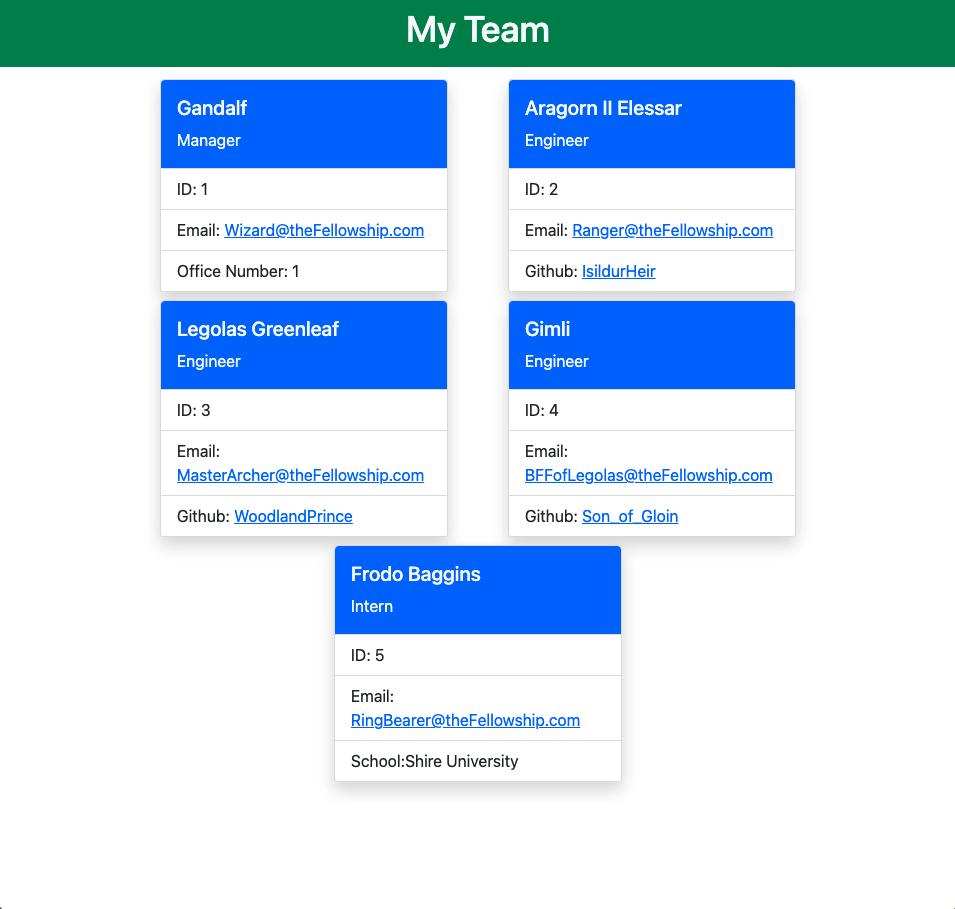 My Team
Gandalf
Manager
ID: 1
Email: Wizard@theFellowship.com
Office Number: 1
Aragorn II Elessar
Engineer
ID: 2
Email: Ranger@theFellowship.com
Github: IsildurHeir
Legolas Greenleaf
Engineer
ID: 3
Email:
MasterArcher@theFellowship.com
Github: WoodlandPrince
Gimli
Engineer
ID: 4
Email:
BFFofLegolas@theFellowship.com
Github: Son_of_Gloin
Frodo Baggins
Intern
ID: 5
Email:
RingBearer@theFellowship.com
School:Shire University